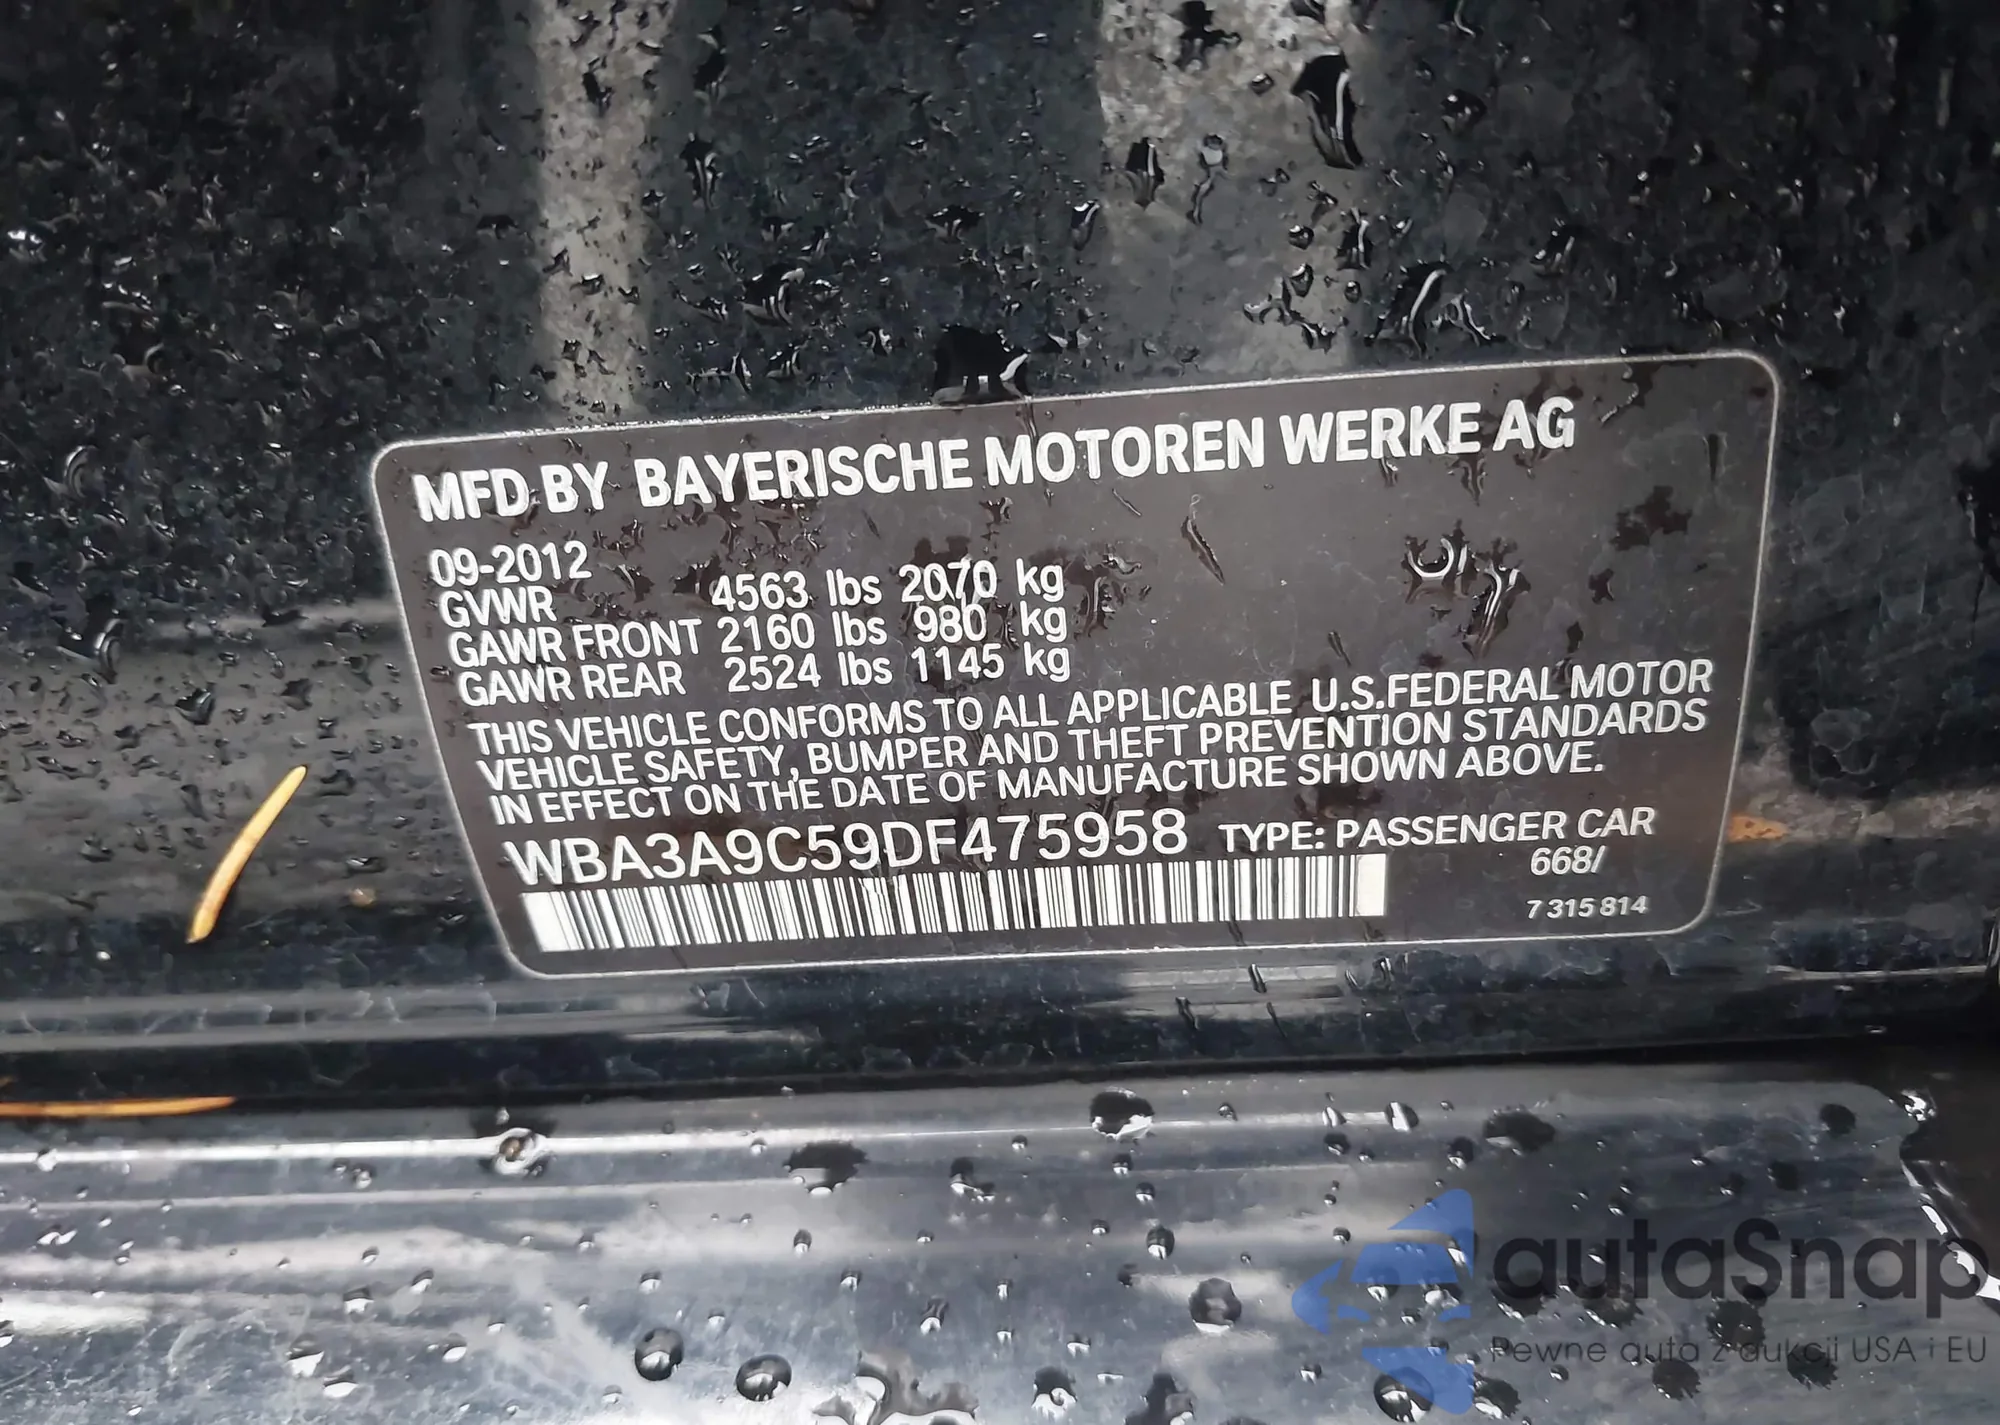 MFD BY BAYERISCHE MOTOREN WERKE AG
09-2012
GVWR 4563 lbs 2070 kg
GAWR FRONT 2160 lbs 980 kg
GAWR REAR 2524 lbs 1145 kg
THIS VEHICLE CONFORMS TO ALL APPLICABLE U.S.FEDERAL MOTOR
VEHICLE SAFETY, BUMPER AND THEFT PREVENTION STANDARDS
IN EFFECT ON THE DATE OF MANUFACTURE SHOWN ABOVE.
WBA3A9C59DF475958 TYPE: PASSENGER CAR
668/
7 315 814
autaSnap
Pewne auta z aukcji USA i EU